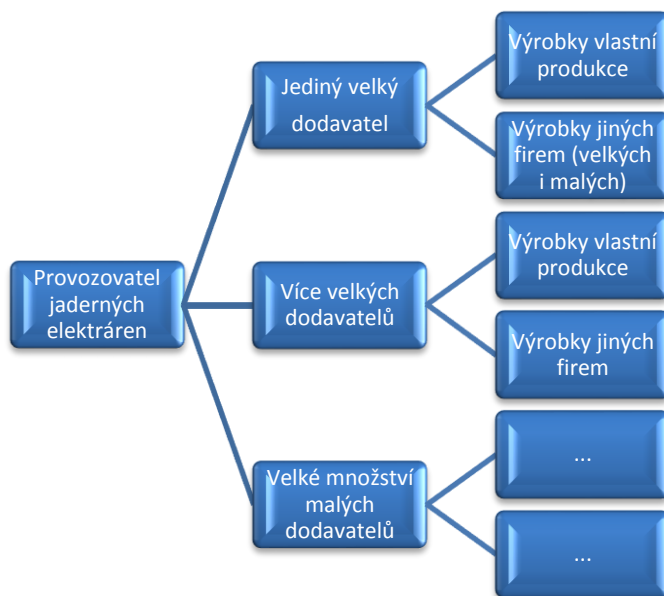 Provozovatel
jaderných
elektráren
Jediný velký
dodavatel
Výrobky vlastní
produkce
Výrobky jiných
firem (velkých
i malých)
Více velkých
dodavatelů
Výrobky vlastní
produkce
Výrobky jiných
firem
Velké množství
malých
dodavatelů
...
...